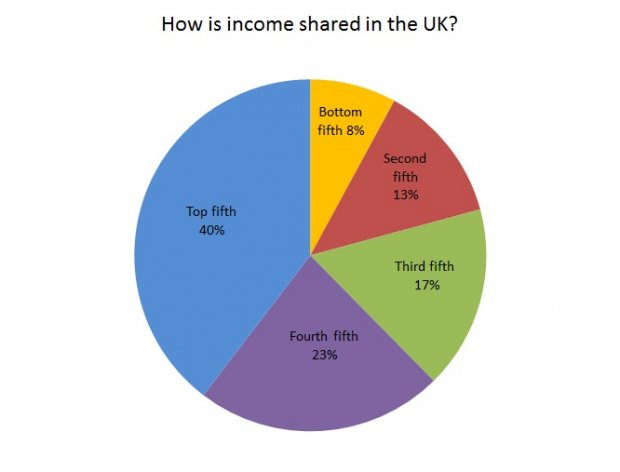 How is income shared in the UK?
Bottom
fifth 8%
Second
fifth
13%
Third fifth
17%
Fourth fifth
23%
Top fifth
40%